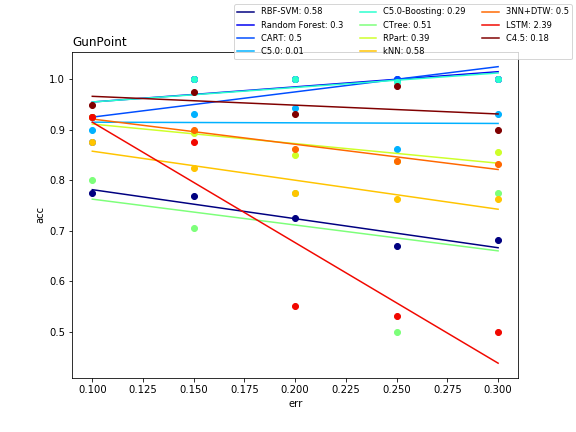 RBF-SVM: 0.58
Random Forest: 0.3
CART: 0.5
C5.0: 0.01
C5.0-Boosting: 0.29
CTree: 0.51
RPart: 0.39
kNN: 0.58
3NN+DTW: 0.5
LSTM: 2.39
C4.5: 0.18
GunPoint
1.0
0.9
0.8
0.7
0.6
0.5
acc
0.100 0.125 0.150 0.175 0.200 0.225 0.250 0.275 0.300
err